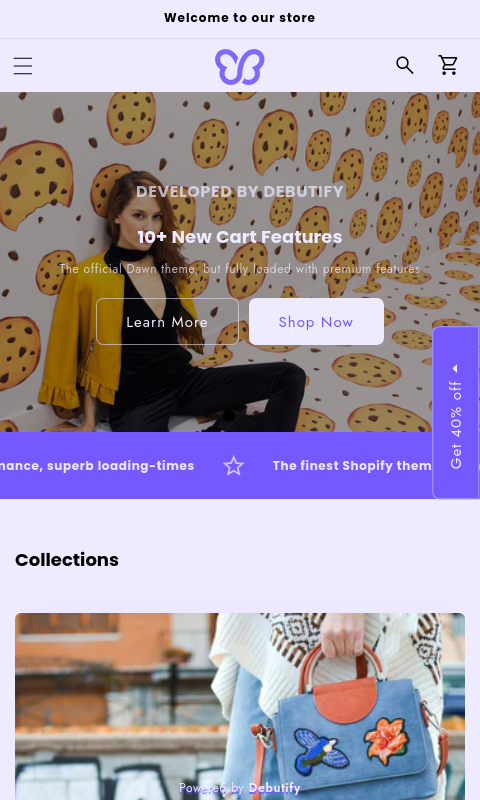 Welcome to our store
DEVELOPED BY DEBUTIFY
10+ New Cart Features
The official Dawn theme, but fully loaded with premium features
Learn More
Shop Now
Get 40% off
superb loading-times
The finest Shopify
Collections
Powered by Debutify